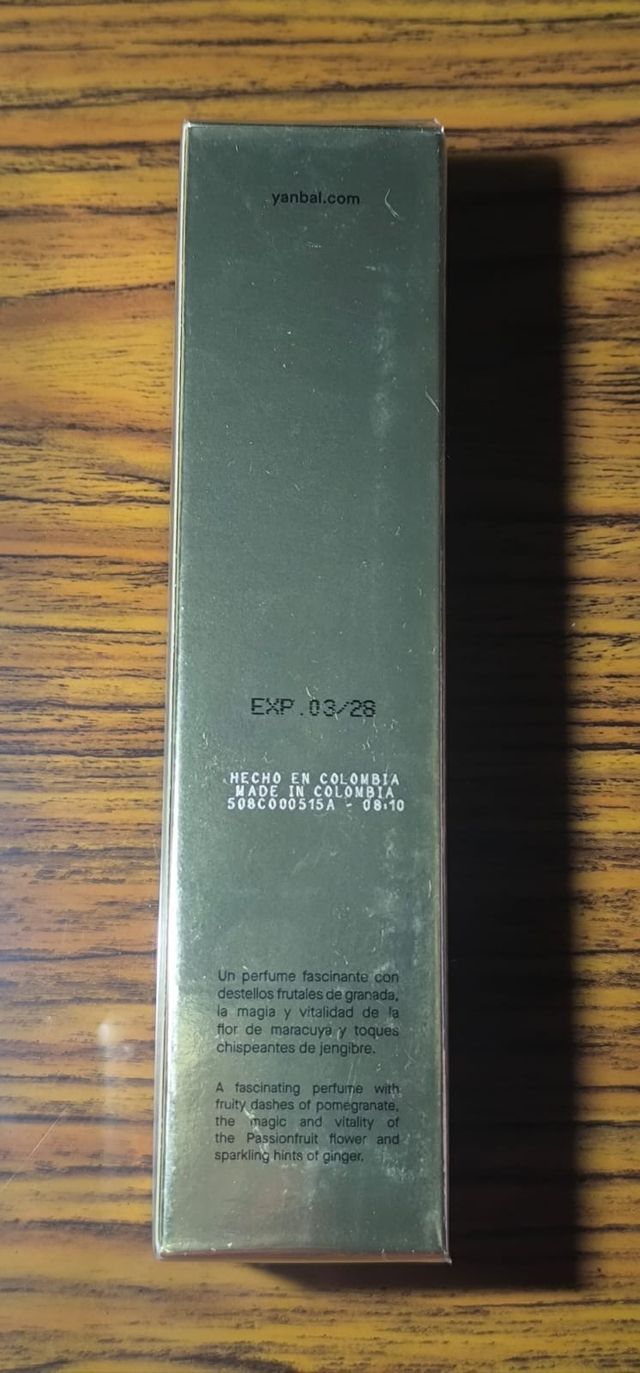 yanbal.com
EXP.03/28
HECHO EN COLOMBIA
MADE IN COLOMBIA
508C000515A - 08:10
Un perfume fascinante con
destellos frutales de granada,
la magia y vitalidad de la
flor de maracuyá y toques
chispeantes de jengibre.
A fascinating perfume with
fruity dashes of pomegranate,
the magic and vitality of
the Passionfruit flower and
sparkling hints of ginger.